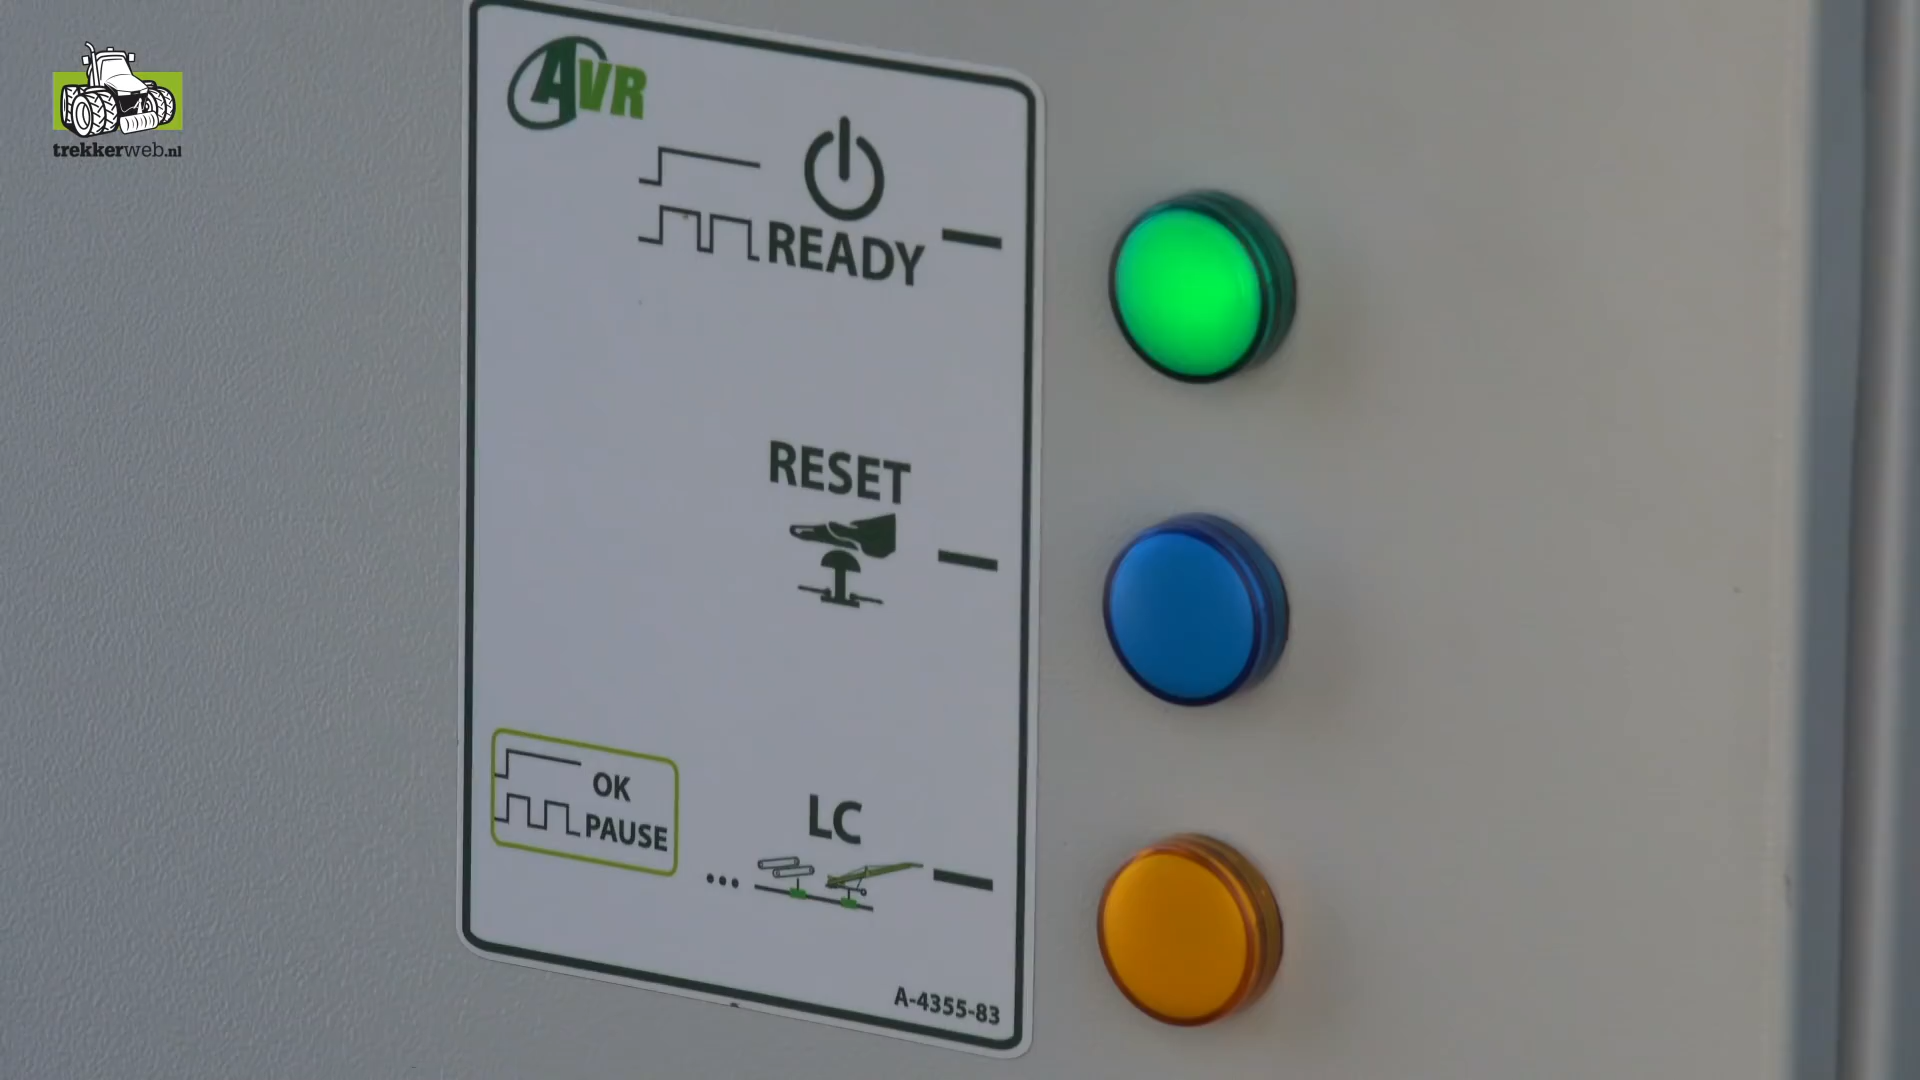 trekkerweb.nl
AVR
READY
RESET
OK
PAUSE
LC
...
A-4355-83